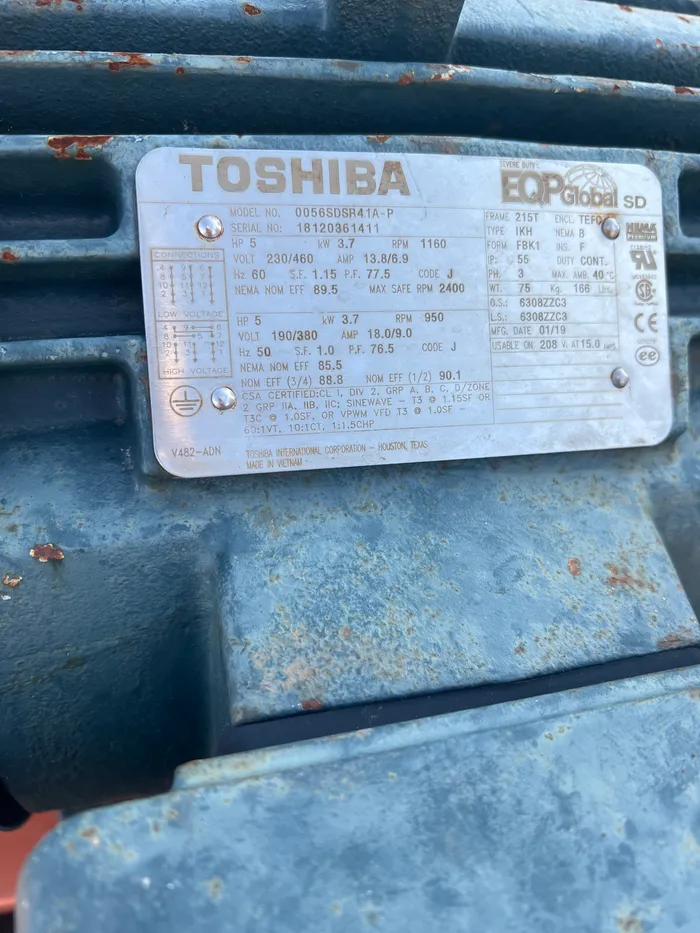 TOSHIBA
SEVERE DUTY
EQP Global SD
MODEL NO. 0056SDSR41A-P
SERIAL NO. 18120361411
HP 5 kW 3.7 RPM 1160
VOLT 230/460 AMP 13.8/6.9
Hz 60 S.F. 1.15 P.F. 77.5 CODE J
NEMA NOM EFF 89.5 MAX SAFE RPM 2400
HP 5 kW 3.7 RPM 950
VOLT 190/380 AMP 18.0/9.0
Hz 50 S.F. 1.0 P.F. 76.5 CODE J
NEMA NOM EFF 85.5
NOM EFF (3/4) 88.8 NOM EFF (1/2) 90.1
CSA CERTIFIED:CL 1, DIV 2, GRP A, B, C, D/ZONE
2 GRP IIA, IIB, IIC; SINEWAVE - T3 @ 1.15SF OR
T3C @ 1.0SF, OR VPWM VFD T3 @ 1.0SF -
60:1VT, 10:1CT, 1:1.5CHP
FRAME 215T ENCL. TEFC
TYPE IKH NEMA B
FORM FBK1 INS. F
IP: 55 DUTY CONT.
PH. 3 MAX. AMB. 40°C
WT. 75 Kg. 166 Lbs.
O.S.: 6308ZZC3
L.S.: 6308ZZC3
MFG. DATE 01/19
USABLE ON 208 V. AT 15.0 AMPS
NEMA
PREMIUM
CE
ee
CONNECTIONS
LOW VOLTAGE
HIGH VOLTAGE
V482-ADN
TOSHIBA INTERNATIONAL CORPORATION - HOUSTON, TEXAS
MADE IN VIETNAM